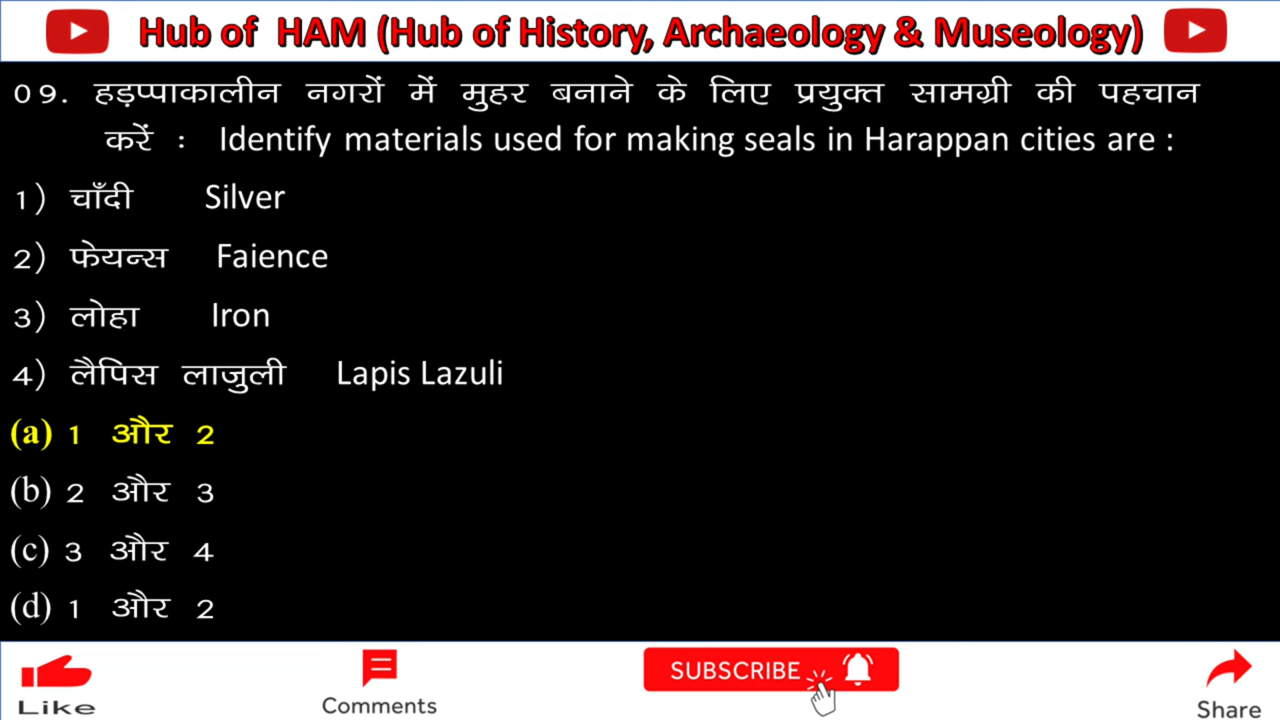 Hub of HAM (Hub of History, Archaeology & Museology)
09. हड़प्पाकालीन नगरों में मुहर बनाने के लिए प्रयुक्त सामग्री की पहचान
करें : Identify materials used for making seals in Harappan cities are :
1) चाँदी Silver
2) फेयन्स Faience
3) लोहा Iron
4) लैपिस लाजुली Lapis Lazuli
(a) 1 और 2
(b) 2 और 3
(c) 3 और 4
(d) 1 और 2
Like Comments SUBSCRIBE Share